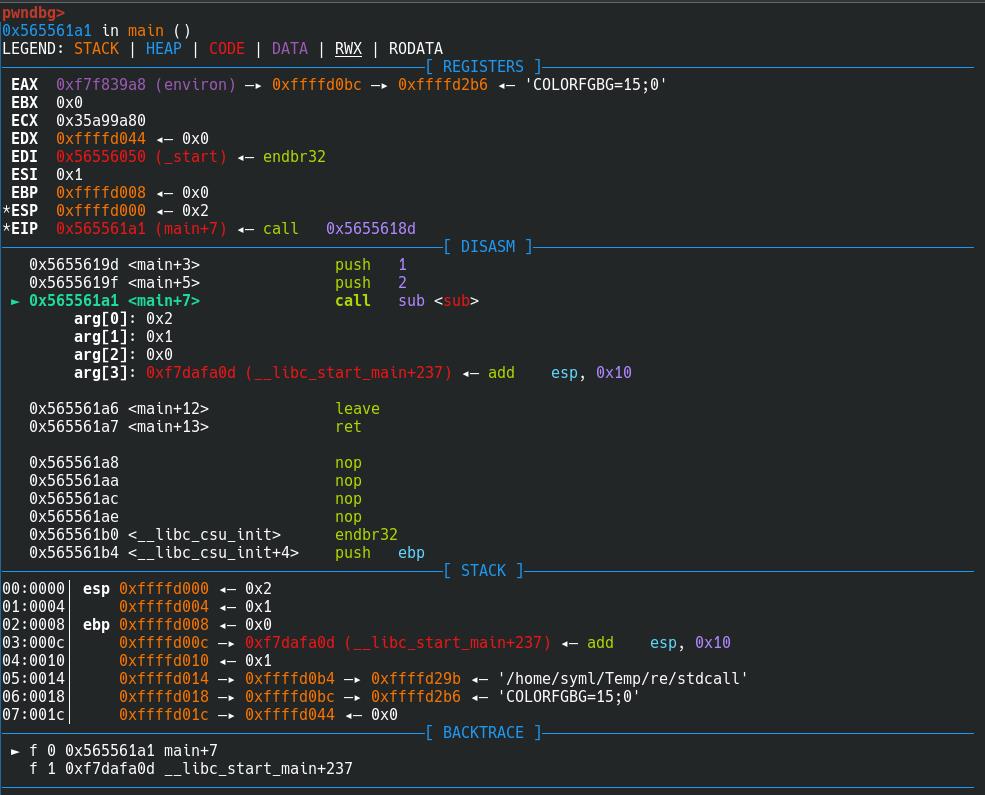 pwndbg>
0x565561a1 in main ()
LEGEND: STACK | HEAP | CODE | DATA | RWX | RODATA
[ REGISTERS ]
EAX 0xf7f839a8 (environ) —▸ 0xffffd0bc —▸ 0xffffd2b6 ◂— 'COLORFGBG=15;0'
EBX 0x0
ECX 0x35a99a80
EDX 0xffffd044 ◂— 0x0
EDI 0x56556050 (_start) ◂— endbr32
ESI 0x1
EBP 0xffffd008 ◂— 0x0
*ESP 0xffffd000 ◂— 0x2
*EIP 0x565561a1 (main+7) ◂— call 0x5655618d
[ DISASM ]
0x5655619d <main+3> push 1
0x5655619f <main+5> push 2
► 0x565561a1 <main+7> call sub <sub>
arg[0]: 0x2
arg[1]: 0x1
arg[2]: 0x0
arg[3]: 0xf7dafa0d (__libc_start_main+237) ◂— add esp, 0x10
0x565561a6 <main+12> leave
0x565561a7 <main+13> ret
0x565561a8 nop
0x565561aa nop
0x565561ac nop
0x565561ae nop
0x565561b0 <__libc_csu_init> endbr32
0x565561b4 <__libc_csu_init+4> push ebp
[ STACK ]
00:0000│ esp 0xffffd000 ◂— 0x2
01:0004│ 0xffffd004 ◂— 0x1
02:0008│ ebp 0xffffd008 ◂— 0x0
03:000c│ 0xffffd00c —▸ 0xf7dafa0d (__libc_start_main+237) ◂— add esp, 0x10
04:0010│ 0xffffd010 ◂— 0x1
05:0014│ 0xffffd014 —▸ 0xffffd0b4 —▸ 0xffffd29b ◂— '/home/syml/Temp/re/stdcall'
06:0018│ 0xffffd018 —▸ 0xffffd0bc —▸ 0xffffd2b6 ◂— 'COLORFGBG=15;0'
07:001c│ 0xffffd01c —▸ 0xffffd044 ◂— 0x0
[ BACKTRACE ]
► f 0 0x565561a1 main+7
f 1 0xf7dafa0d __libc_start_main+237